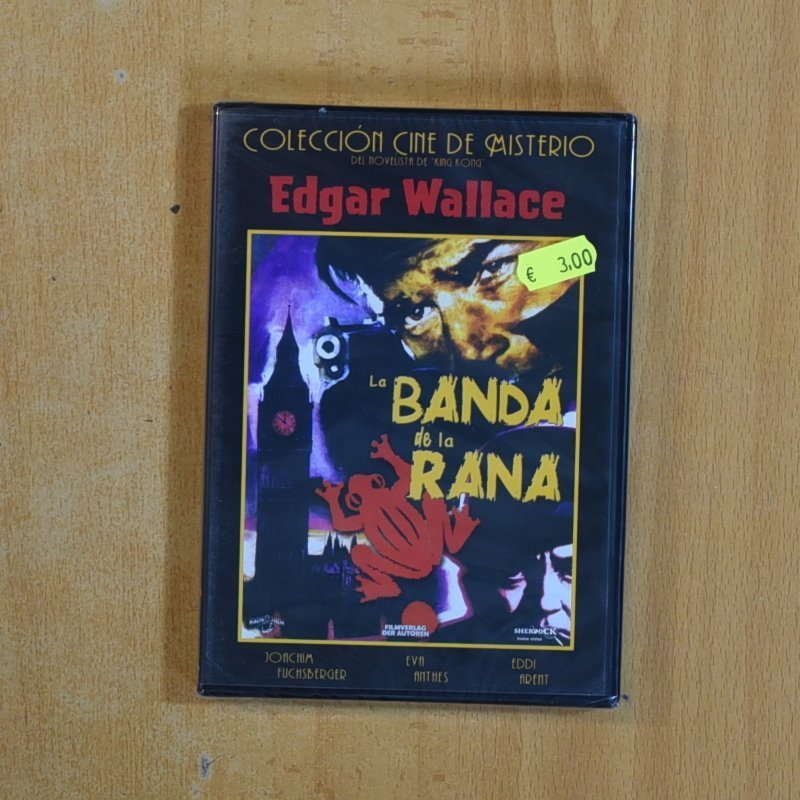 COLECCIÓN CINE DE MISTERIO
DEL NOVELISTA DE "KING KONG"
Edgar Wallace
€ 3,00
La BANDA
de la
RANA
FILMVERLAG
DER AUTOREN
SHERLOCK
home video
JOACHIM
FUCHSBERGER
EVA
ANTHES
EDDI
ARENT